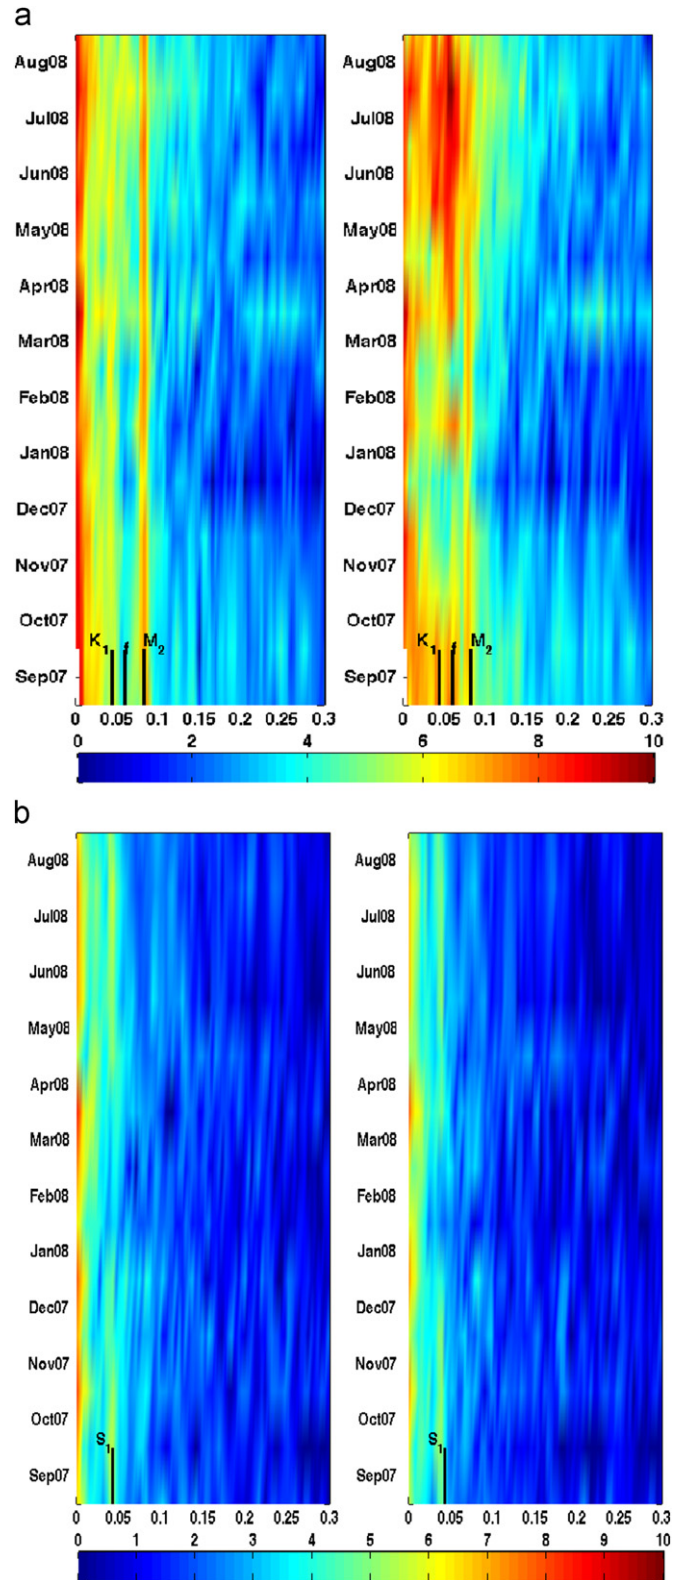 a
Aug08 Aug08
Jul08 Jul08
Jun08 Jun08
May08 May08
Apr08 Apr08
Mar08 Mar08
Feb08 Feb08
Jan08 Jan08
Dec07 Dec07
Nov07 Nov07
Oct07 Oct07
K1 f M2 K1 f M2
Sep07 Sep07
0 0.05 0.1 0.15 0.2 0.25 0.3 0 0.05 0.1 0.15 0.2 0.25 0.3
0 2 4 6 8 10
b
Aug08 Aug08
Jul08 Jul08
Jun08 Jun08
May08 May08
Apr08 Apr08
Mar08 Mar08
Feb08 Feb08
Jan08 Jan08
Dec07 Dec07
Nov07 Nov07
Oct07 Oct07
S1 S1
Sep07 Sep07
0 0.05 0.1 0.15 0.2 0.25 0.3 0 0.05 0.1 0.15 0.2 0.25 0.3
0 1 2 3 4 5 6 7 8 9 10